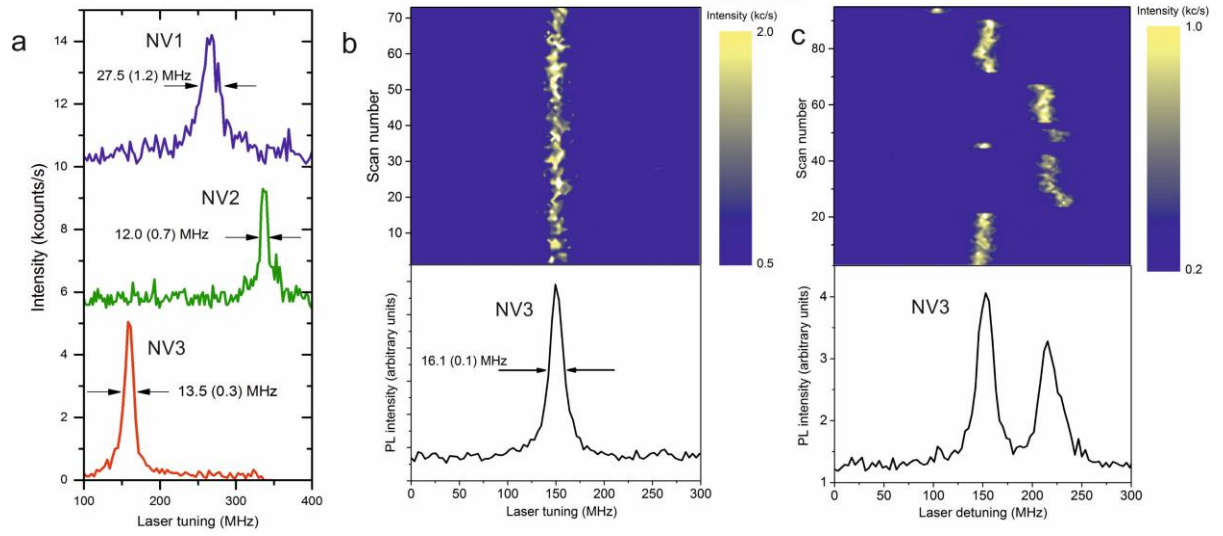 a
NV1
27.5 (1.2) MHz
NV2
12.0 (0.7) MHz
NV3
13.5 (0.3) MHz
Intensity (kcounts/s)
14
12
10
8
6
4
2
0
100
200
300
400
Laser tuning (MHz)
b
Scan number
70
60
50
40
30
20
10
Intensity (kc/s)
2.0
0.5
NV3
16.1 (0.1) MHz
PL intensity (arbitrary units)
0
50
100
150
200
250
300
Laser tuning (MHz)
c
Scan number
80
60
40
20
Intensity (kc/s)
1.0
0.2
NV3
PL intensity (arbitrary units)
4
3
2
1
0
50
100
150
200
250
300
Laser detuning (MHz)